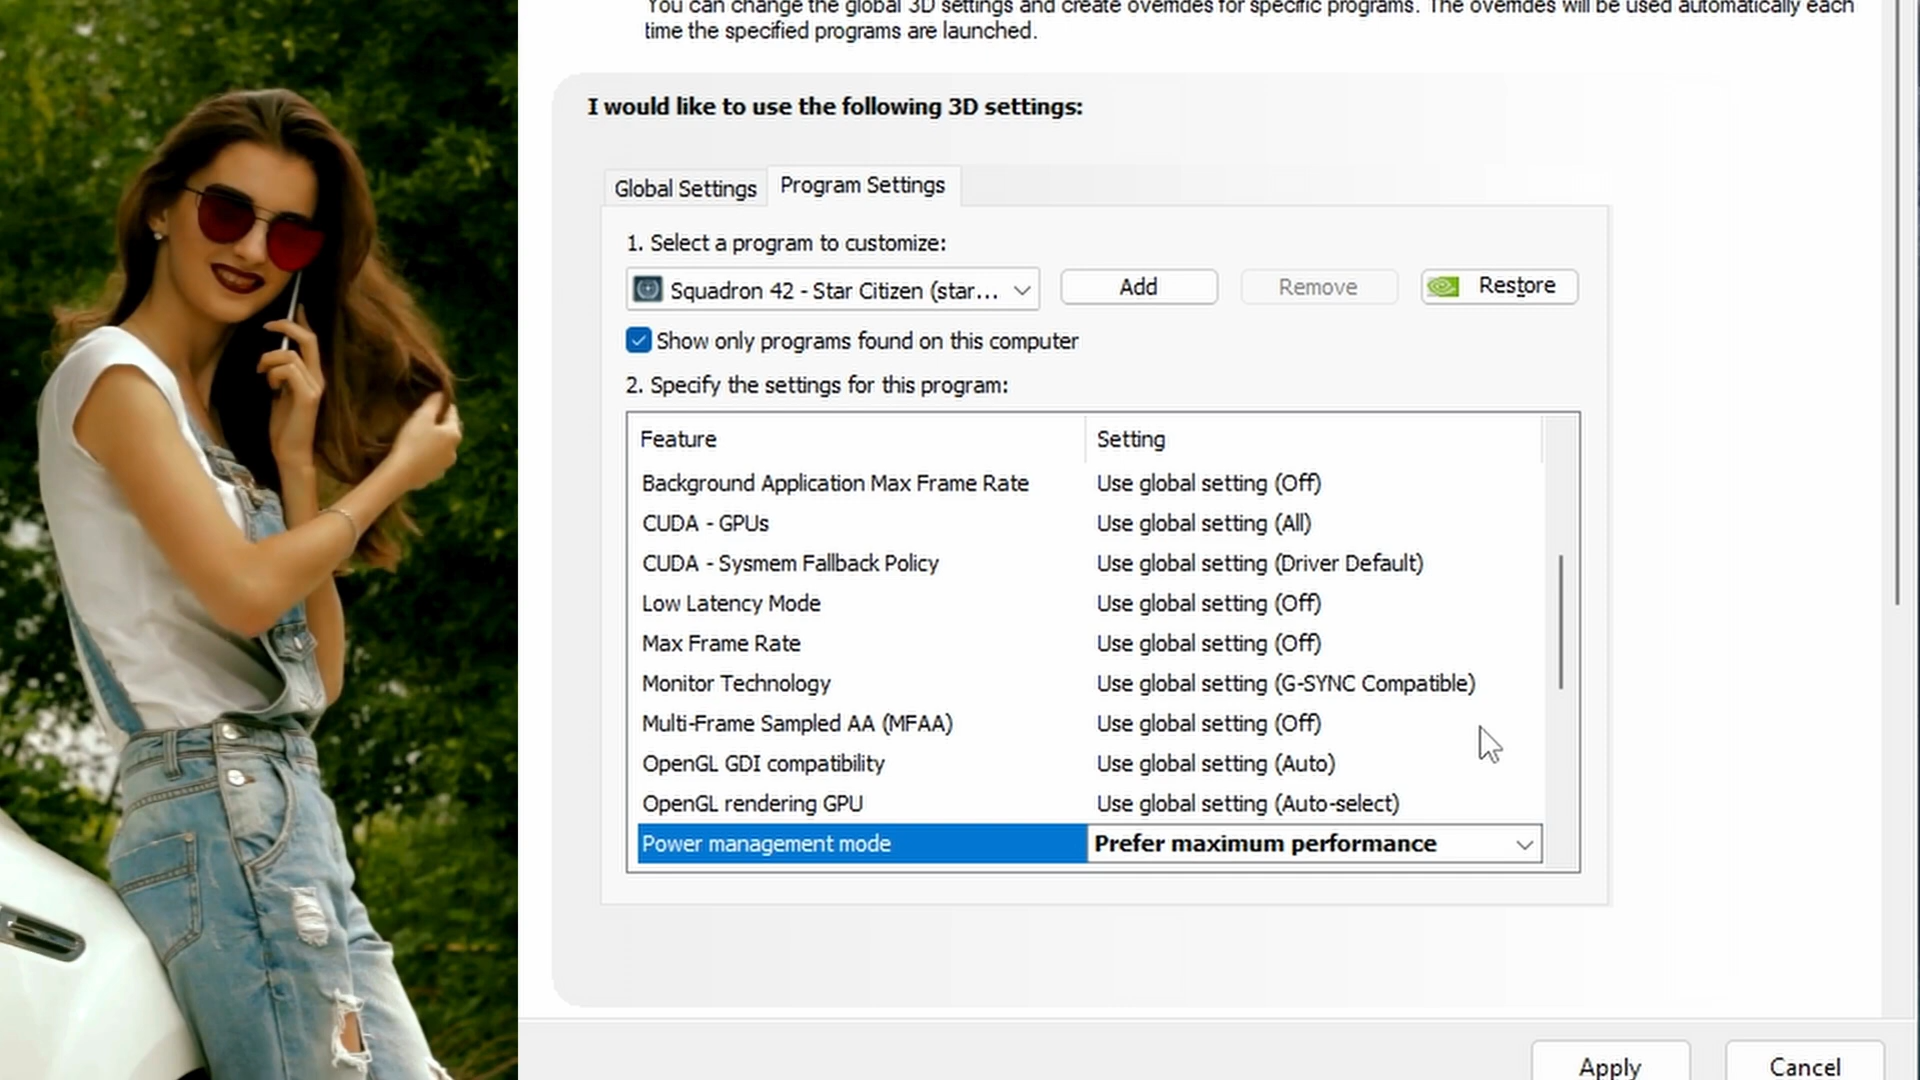 You can change the global 3D settings and create overrides for specific programs. The overrides will be used automatically each
time the specified programs are launched.
I would like to use the following 3D settings:
Global Settings
Program Settings
1. Select a program to customize:
Squadron 42 - Star Citizen (star...
Add
Remove
Restore
Show only programs found on this computer
2. Specify the settings for this program:
Feature Setting
Background Application Max Frame Rate Use global setting (Off)
CUDA - GPUs Use global setting (All)
CUDA - Sysmem Fallback Policy Use global setting (Driver Default)
Low Latency Mode Use global setting (Off)
Max Frame Rate Use global setting (Off)
Monitor Technology Use global setting (G-SYNC Compatible)
Multi-Frame Sampled AA (MFAA) Use global setting (Off)
OpenGL GDI compatibility Use global setting (Auto)
OpenGL rendering GPU Use global setting (Auto-select)
Power management mode Prefer maximum performance
Apply
Cancel